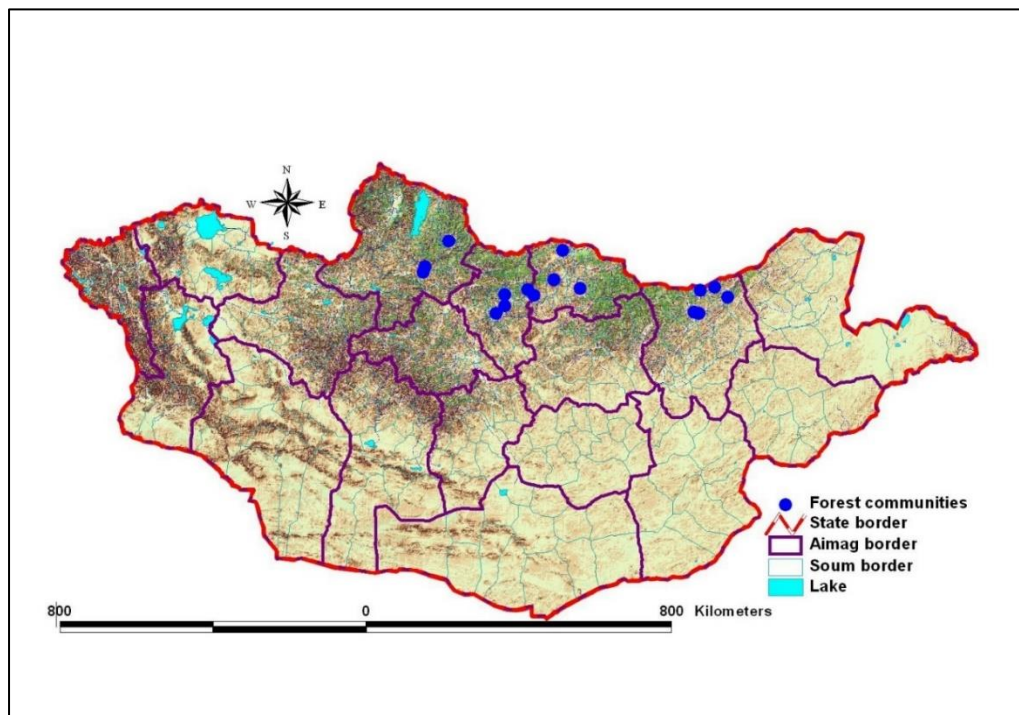 N
W E
S
Forest communities
State border
Aimag border
Soum border
Lake
800 0 800 Kilometers